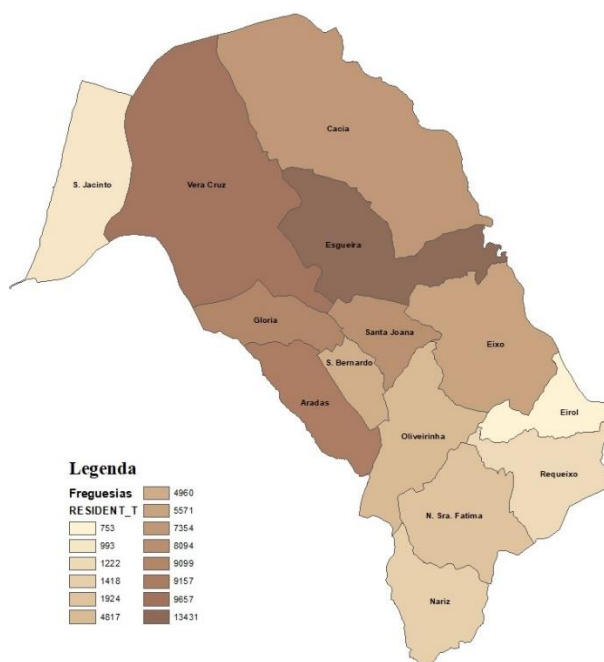 Cacia
S. Jacinto
Vera Cruz
Esgueira
Gloria
Santa Joana
Eixo
S. Bernardo
Aradas
Eirol
Oliveirinha
Requeixo
N. Sra. Fatima
Nariz
Legenda
Freguesias
RESIDENT_T
753
993
1222
1418
1924
4817
4960
5571
7354
8094
9099
9157
9657
13431